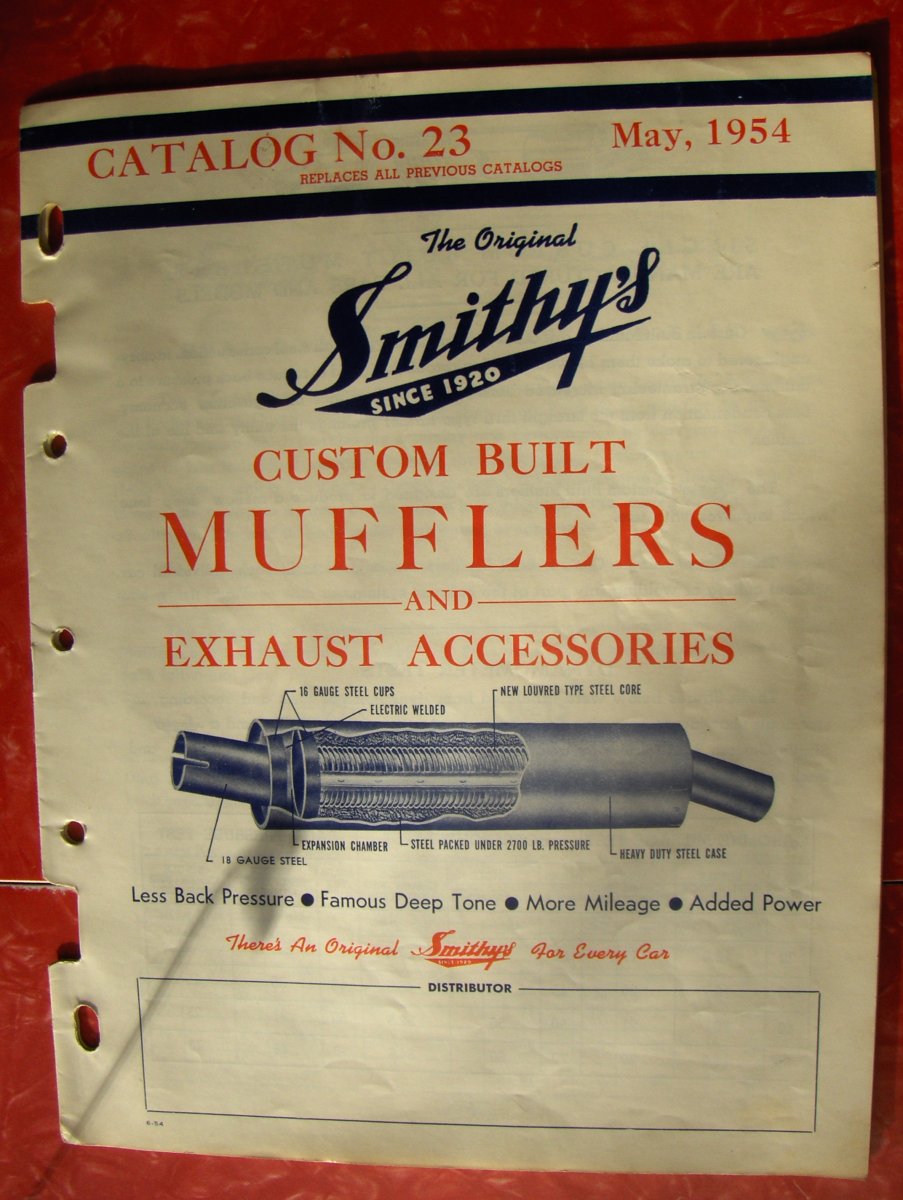 CATALOG No. 23
May, 1954
REPLACES ALL PREVIOUS CATALOGS
The Original
Smithy's
SINCE 1920
CUSTOM BUILT
MUFFLERS
AND
EXHAUST ACCESSORIES
16 GAUGE STEEL CUPS
NEW LOUVRED TYPE STEEL CORE
ELECTRIC WELDED
EXPANSION CHAMBER
STEEL PACKED UNDER 2700 LB. PRESSURE
18 GAUGE STEEL
HEAVY DUTY STEEL CASE
Less Back Pressure ● Famous Deep Tone ● More Mileage ● Added Power
There's An Original Smithys For Every Car
SINCE 1920
DISTRIBUTOR
6-54